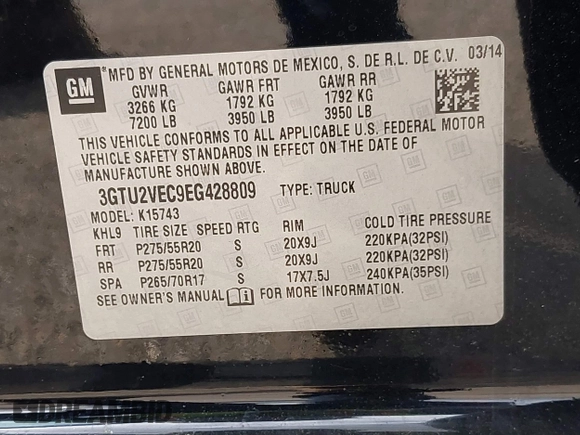 GM MFD BY GENERAL MOTORS DE MEXICO, S. DE R.L. DE C.V. 03/14
GVWR GAWR FRT GAWR RR
3266 KG 1792 KG 1792 KG
7200 LB 3950 LB 3950 LB
THIS VEHICLE CONFORMS TO ALL APPLICABLE U.S. FEDERAL MOTOR
VEHICLE SAFETY STANDARDS IN EFFECT ON THE DATE OF
MANUFACTURE SHOWN ABOVE.
3GTU2VEC9EG428809 TYPE: TRUCK
MODEL: K15743
KHL9 TIRE SIZE SPEED RTG RIM COLD TIRE PRESSURE
FRT P275/55R20 S 20X9J 220KPA(32PSI)
RR P275/55R20 S 20X9J 220KPA(32PSI)
SPA P265/70R17 S 17X7.5J 240KPA(35PSI)
SEE OWNER'S MANUAL FOR MORE INFORMATION.
DREAMBID